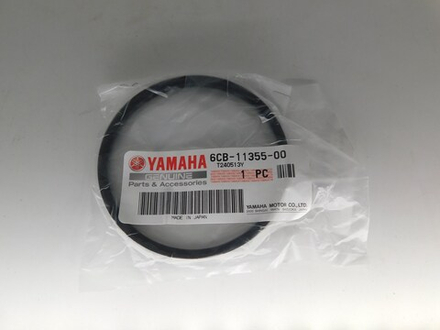 YAMAHA 6CB-11355-00
T240513Y
GENUINE
1 PC
Parts & Accessories
MADE IN JAPAN
YAMAHA MOTOR CO., LTD.